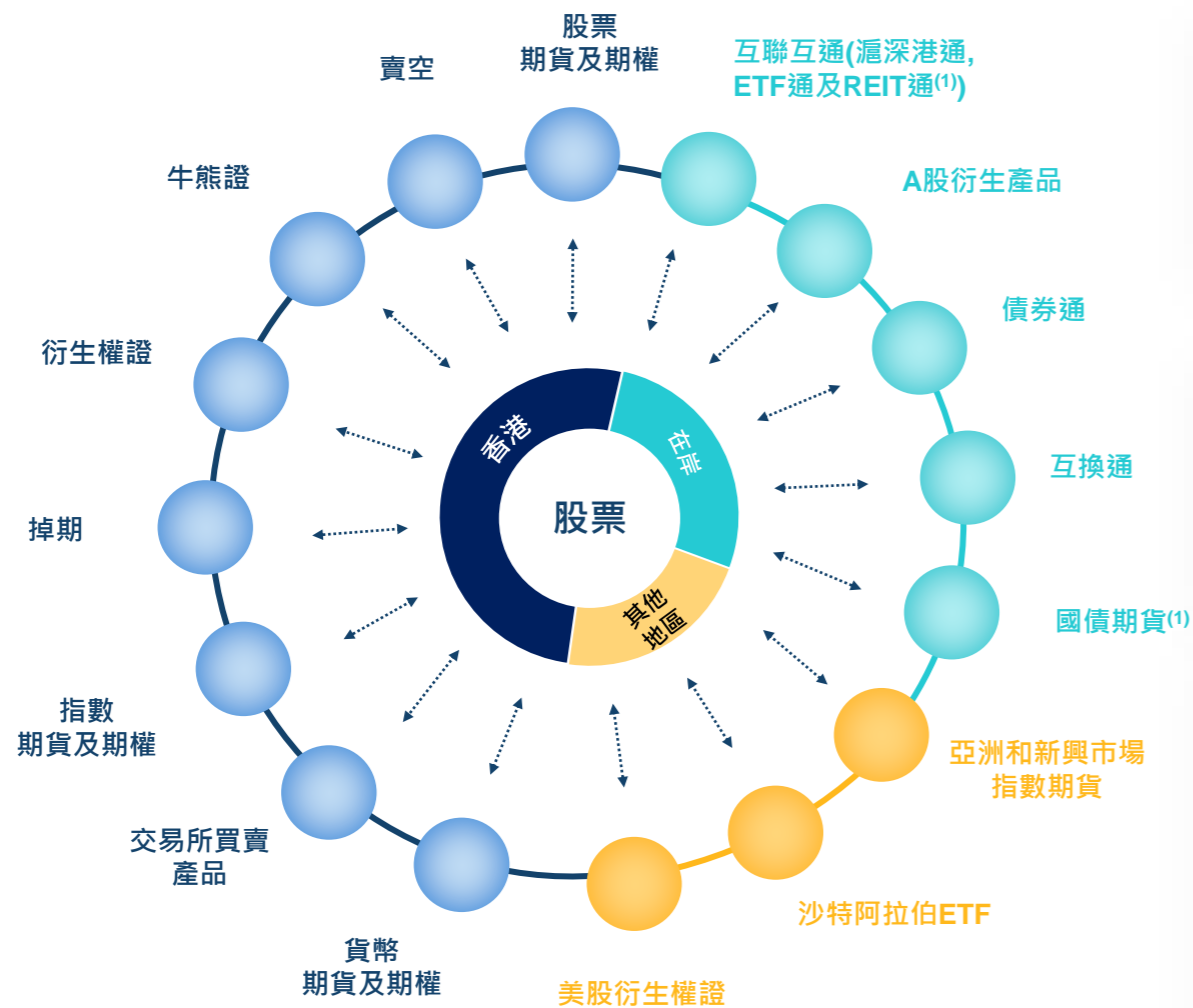 股票
期貨及期權
互聯互通(滬深港通,
ETF通及REIT通(1))
賣空
A股衍生產品
牛熊證
債券通
衍生權證
香港
在岸
互換通
股票
掉期
其他
地區
國債期貨(1)
指數
期貨及期權
亞洲和新興市場
指數期貨
交易所買賣
產品
沙特阿拉伯ETF
貨幣
期貨及期權
美股衍生權證